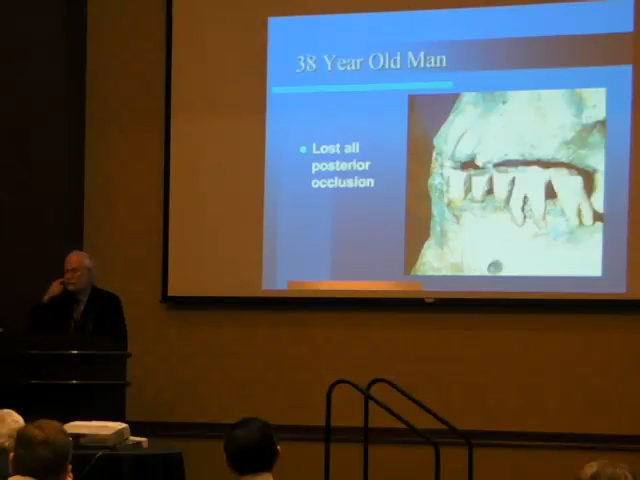 38 Year Old Man
Lost all
posterior
occlusion